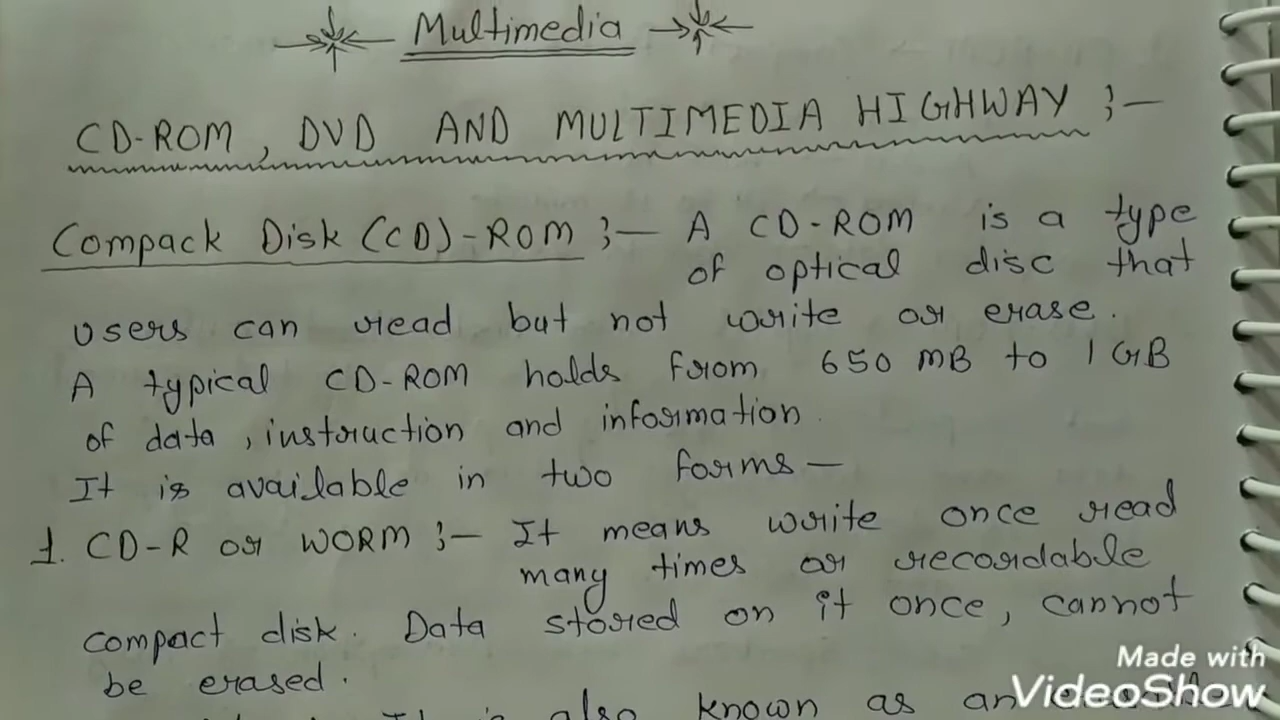 Multimedia
CD-ROM, DVD AND MULTIMEDIA HIGHWAY :—
Compack Disk (CD)-ROM :— A CD-ROM is a type
of optical disc that
users can read but not write or erase.
A typical CD-ROM holds from 650 MB to 1 GB
of data, instruction and information.
It is available in two forms —
1. CD-R or WORM :— It means write once read
many times or recordable
compact disk. Data stored on it once, cannot
be erased.
It is also known as an
Made with
VideoShow